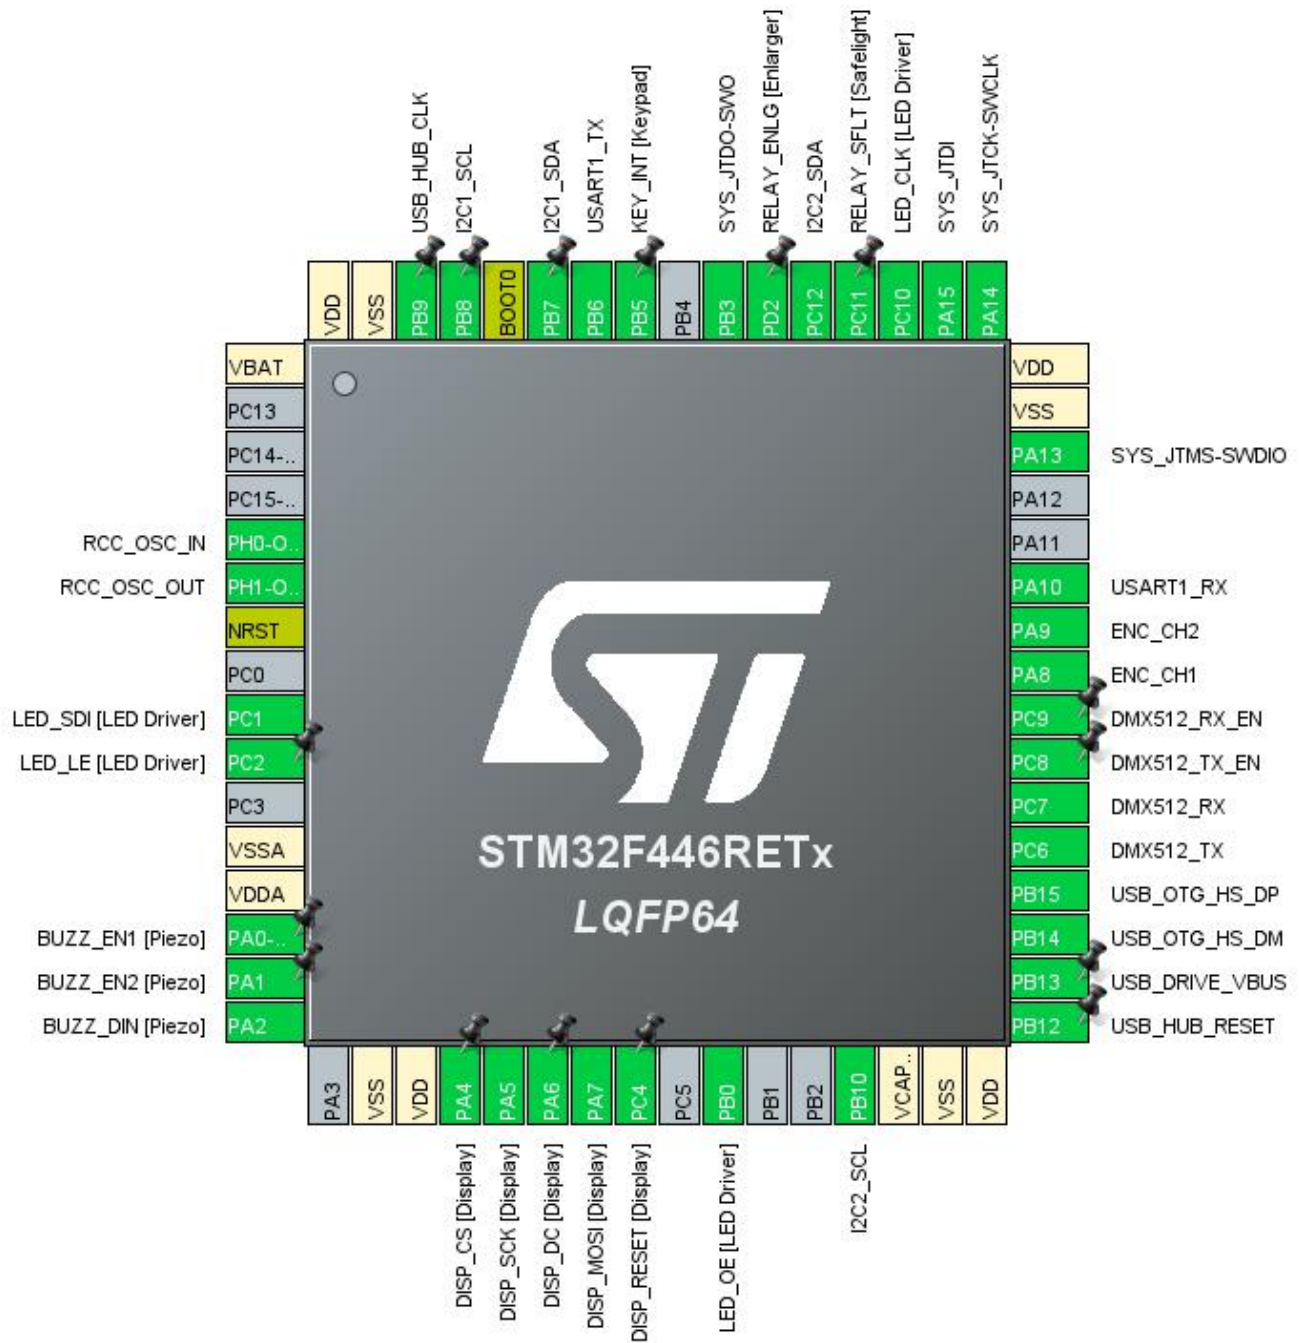 USB_HUB_CLK
I2C1_SCL
I2C1_SDA
USART1_TX
KEY_INT [Keypad]
SYS_JTDO-SWO
RELAY_ENLG [Enlarger]
I2C2_SDA
RELAY_SFLT [Safelight]
LED_CLK [LED Driver]
SYS_JTDI
SYS_JTCK-SWCLK
VDD
VSS
PB9
PB8
BOOT0
PB7
PB6
PB5
PB4
PB3
PD2
PC12
PC11
PC10
PA15
PA14
VBAT
PC13
PC14-..
PC15-..
RCC_OSC_IN PH0-O..
RCC_OSC_OUT PH1-O..
NRST
PC0
LED_SDI [LED Driver] PC1
LED_LE [LED Driver] PC2
PC3
VSSA
VDDA
BUZZ_EN1 [Piezo] PA0-..
BUZZ_EN2 [Piezo] PA1
BUZZ_DIN [Piezo] PA2
ST
STM32F446RETx
LQFP64
VDD
VSS
PA13 SYS_JTMS-SWDIO
PA12
PA11
PA10 USART1_RX
PA9 ENC_CH2
PA8 ENC_CH1
PC9 DMX512_RX_EN
PC8 DMX512_TX_EN
PC7 DMX512_RX
PC6 DMX512_TX
PB15 USB_OTG_HS_DP
PB14 USB_OTG_HS_DM
PB13 USB_DRIVE_VBUS
PB12 USB_HUB_RESET
PA3
VSS
VDD
PA4
PA5
PA6
PA7
PC4
PC5
PB0
PB1
PB2
PB10
VCAP..
VSS
VDD
DISP_CS [Display]
DISP_SCK [Display]
DISP_DC [Display]
DISP_MOSI [Display]
DISP_RESET [Display]
LED_OE [LED Driver]
I2C2_SCL